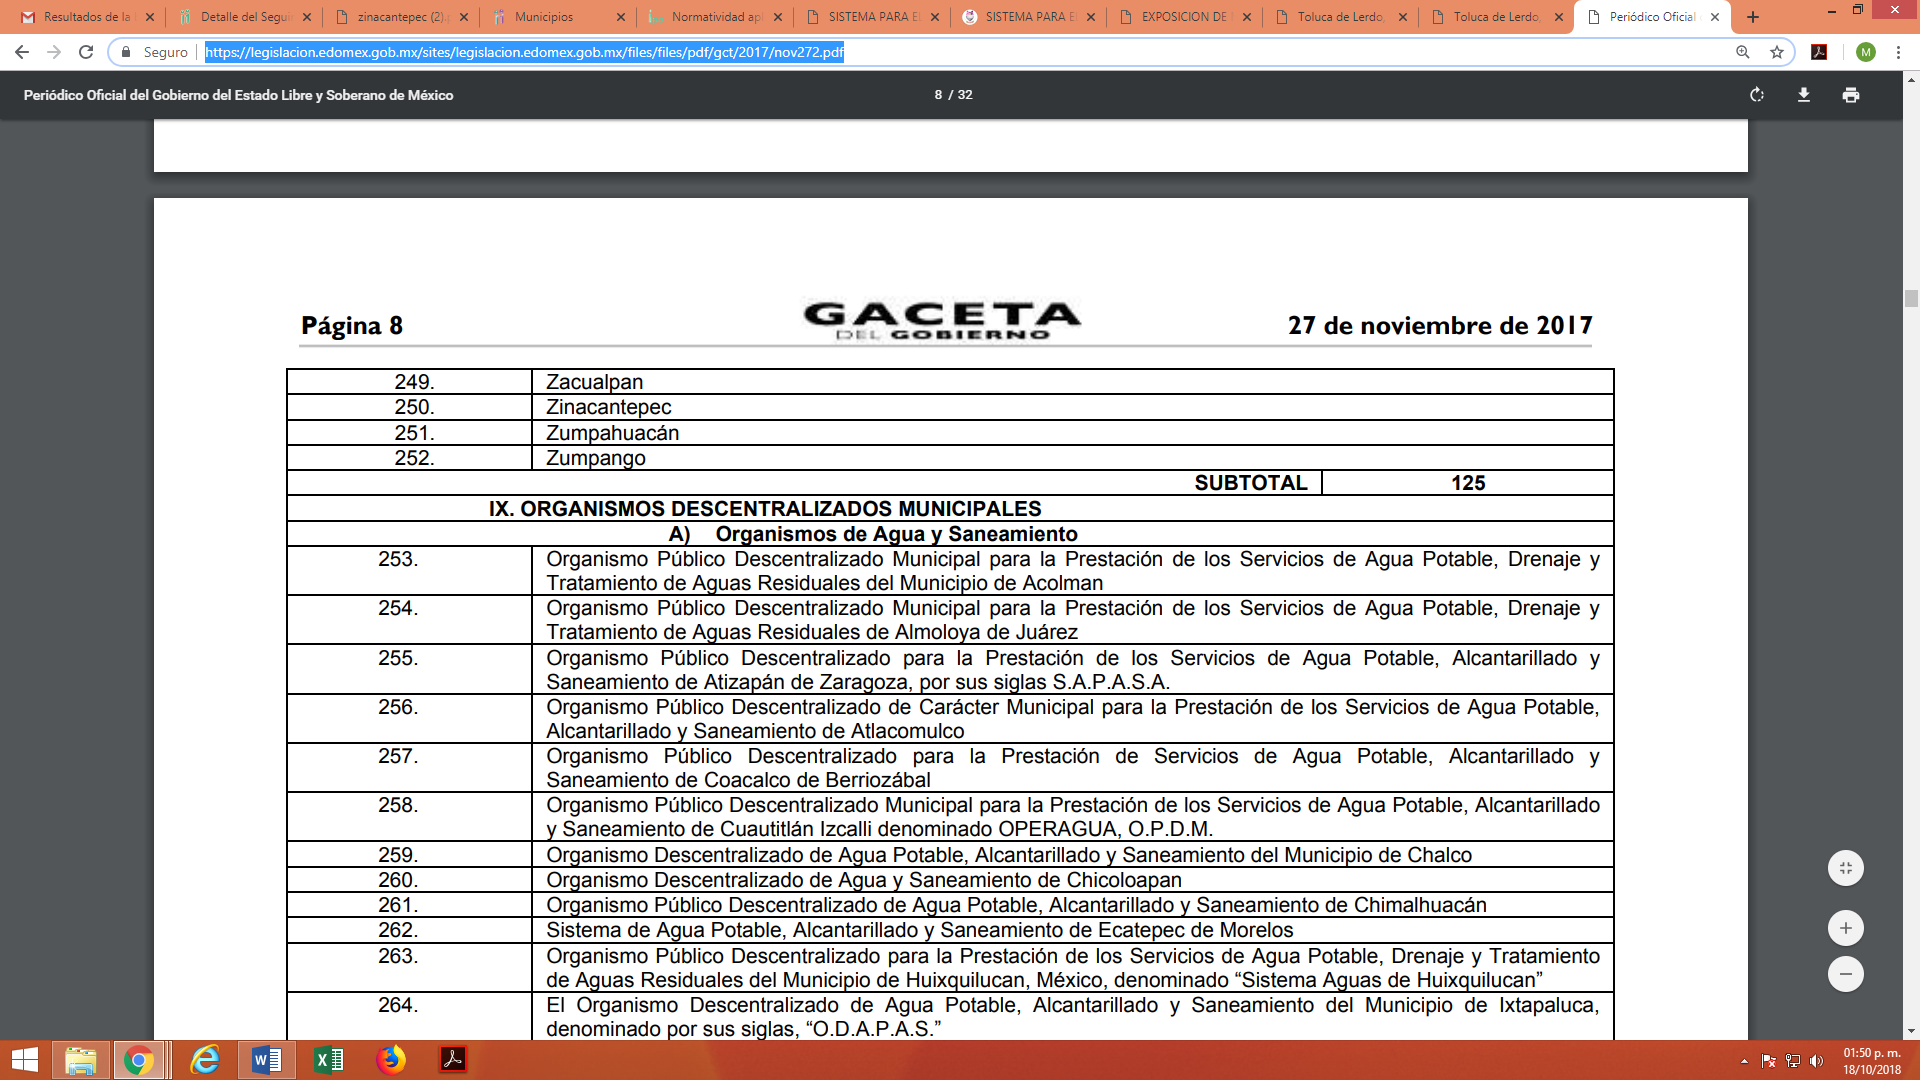 Resultados de la
Detalle del Segui
zinacantepec (2).p
Municipios
Normatividad apl
SISTEMA PARA EL
SISTEMA PARA EL
EXPOSICION DE
Toluca de Lerdo,
Toluca de Lerdo,
Periódico Oficial
Seguro
https://legislacion.edomex.gob.mx/sites/legislacion.edomex.gob.mx/files/files/pdf/gct/2017/nov272.pdf
M
Periódico Oficial del Gobierno del Estado Libre y Soberano de México
8 / 32
Página 8
GACETA
DEL GOBIERNO
27 de noviembre de 2017
249. Zacualpan
250. Zinacantepec
251. Zumpahuacán
252. Zumpango
SUBTOTAL 125
IX. ORGANISMOS DESCENTRALIZADOS MUNICIPALES
A) Organismos de Agua y Saneamiento
253. Organismo Público Descentralizado Municipal para la Prestación de los Servicios de Agua Potable, Drenaje y
Tratamiento de Aguas Residuales del Municipio de Acolman
254. Organismo Público Descentralizado Municipal para la Prestación de los Servicios de Agua Potable, Drenaje y
Tratamiento de Aguas Residuales de Almoloya de Juárez
255. Organismo Público Descentralizado para la Prestación de los Servicios de Agua Potable, Alcantarillado y
Saneamiento de Atizapán de Zaragoza, por sus siglas S.A.P.A.S.A.
256. Organismo Público Descentralizado de Carácter Municipal para la Prestación de los Servicios de Agua Potable,
Alcantarillado y Saneamiento de Atlacomulco
257. Organismo Público Descentralizado para la Prestación de Servicios de Agua Potable, Alcantarillado y
Saneamiento de Coacalco de Berriozábal
258. Organismo Público Descentralizado Municipal para la Prestación de los Servicios de Agua Potable, Alcantarillado
y Saneamiento de Cuautitlán Izcalli denominado OPERAGUA, O.P.D.M.
259. Organismo Descentralizado de Agua Potable, Alcantarillado y Saneamiento del Municipio de Chalco
260. Organismo Descentralizado de Agua y Saneamiento de Chicoloapan
261. Organismo Público Descentralizado de Agua Potable, Alcantarillado y Saneamiento de Chimalhuacán
262. Sistema de Agua Potable, Alcantarillado y Saneamiento de Ecatepec de Morelos
263. Organismo Público Descentralizado para la Prestación de los Servicios de Agua Potable, Drenaje y Tratamiento
de Aguas Residuales del Municipio de Huixquilucan, México, denominado “Sistema Aguas de Huixquilucan”
264. El Organismo Descentralizado de Agua Potable, Alcantarillado y Saneamiento del Municipio de Ixtapaluca,
denominado por sus siglas, “O.D.A.P.A.S.”
01:50 p. m.
18/10/2018